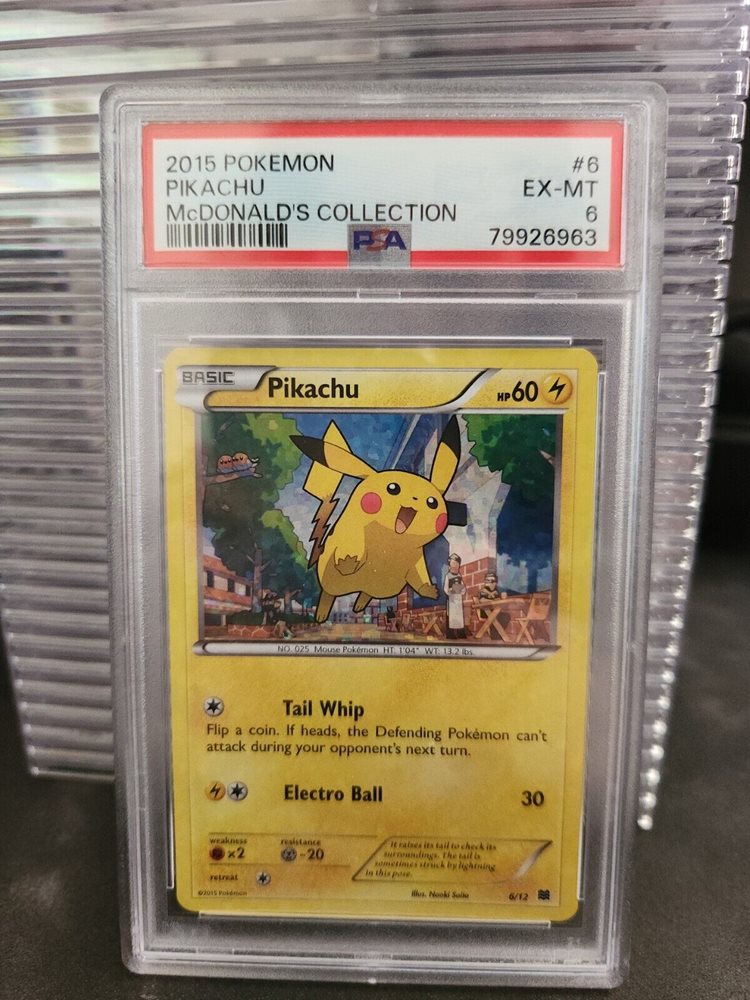 2015 POKEMON #6
PIKACHU EX-MT
McDONALD'S COLLECTION 6
PSA 79926963
BASIC Pikachu HP60
NO. 025 Mouse Pokémon HT: 1'04" WT: 13.2 lbs.
Tail Whip
Flip a coin. If heads, the Defending Pokémon can't
attack during your opponent's next turn.
Electro Ball 30
weakness resistance
×2 -20
retreat
It raises its tail to check its
surroundings. The tail is
sometimes struck by lightning
in this pose.
©2015 Pokémon Illus. Naoki Saito 6/12